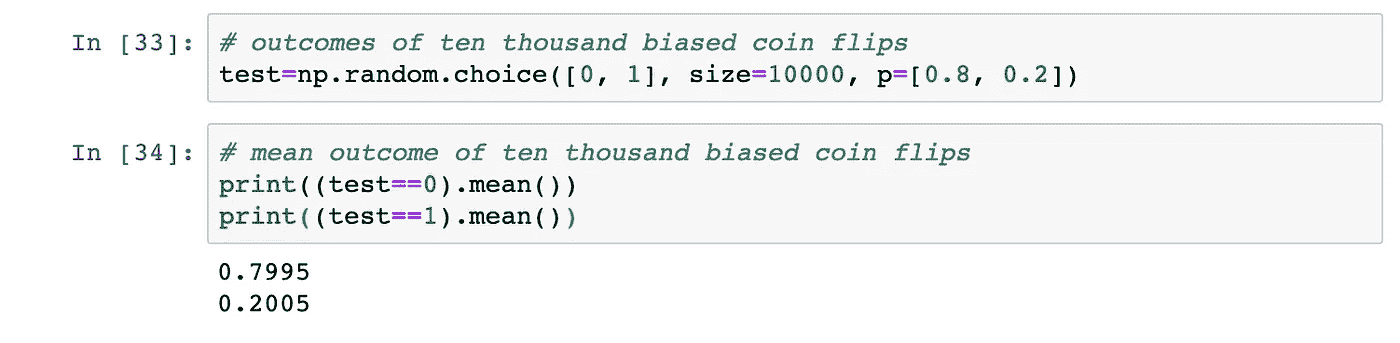 In [33]: # outcomes of ten thousand biased coin flips
test=np.random.choice([0, 1], size=10000, p=[0.8, 0.2])
In [34]: # mean outcome of ten thousand biased coin flips
print((test==0).mean())
print((test==1).mean())
0.7995
0.2005